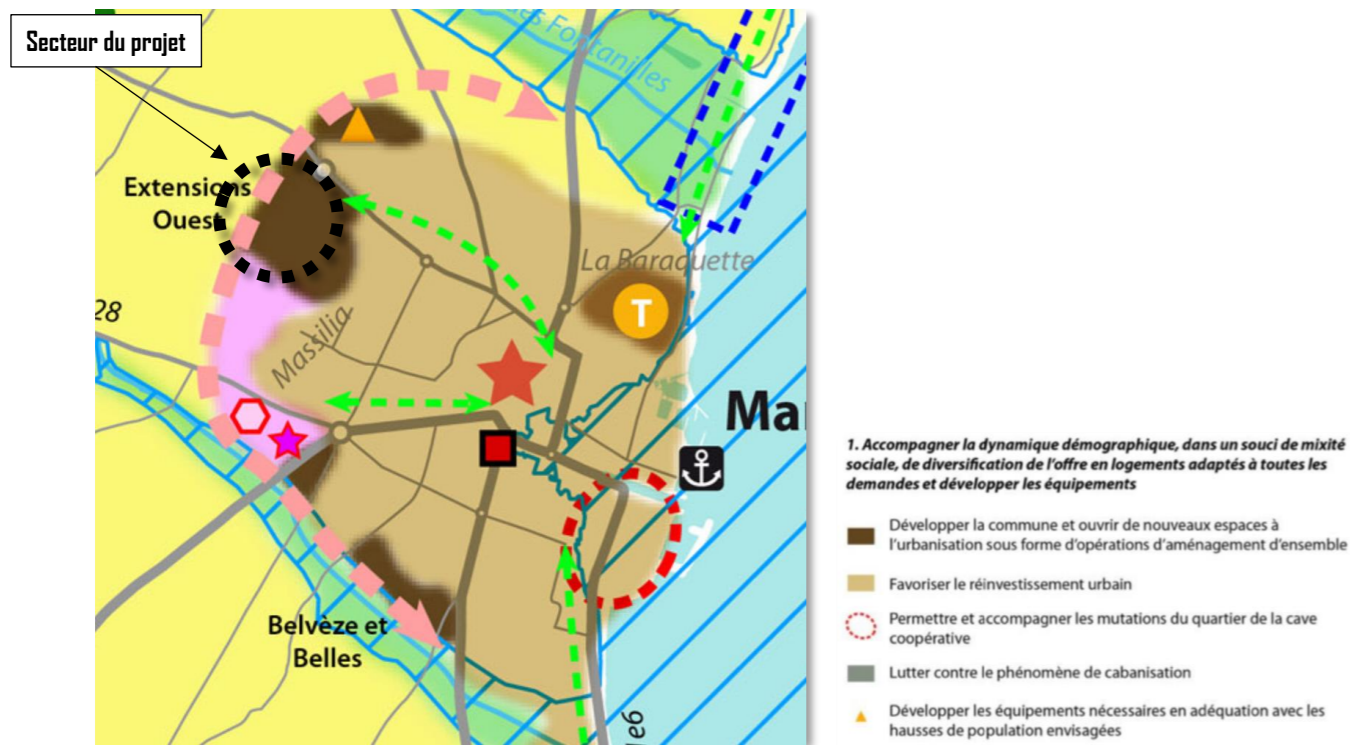 Secteur du projet
des Fontanilles
Extensions
Ouest
La Baraquette
T
28
Massilia
Mar
Belvèze et
Belles
1. Accompagner la dynamique démographique, dans un souci de mixité
sociale, de diversification de l'offre en logements adaptés à toutes les
demandes et développer les équipements
Développer la commune et ouvrir de nouveaux espaces à
l'urbanisation sous forme d'opérations d'aménagement d'ensemble
Favoriser le réinvestissement urbain
Permettre et accompagner les mutations du quartier de la cave
coopérative
Lutter contre le phénomène de cabanisation
Développer les équipements nécessaires en adéquation avec les
hausses de population envisagées